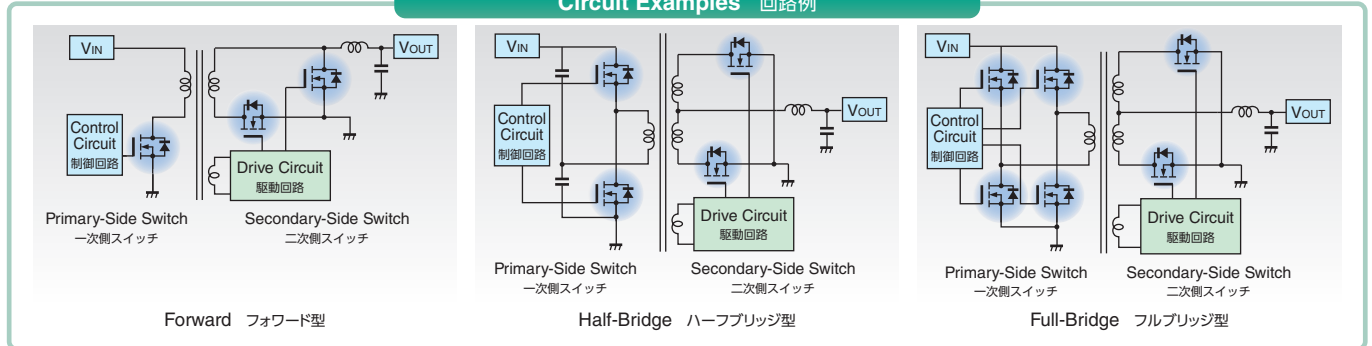 Circuit Examples 回路例
VIN
VOUT
Control
Circuit
制御回路
Drive Circuit
駆動回路
Primary-Side Switch
一次側スイッチ
Secondary-Side Switch
二次側スイッチ
Forward フォワード型
VIN
VOUT
Control
Circuit
制御回路
Drive Circuit
駆動回路
Primary-Side Switch
一次側スイッチ
Secondary-Side Switch
二次側スイッチ
Half-Bridge ハーフブリッジ型
VIN
VOUT
Control
Circuit
制御回路
Drive Circuit
駆動回路
Primary-Side Switch
一次側スイッチ
Secondary-Side Switch
二次側スイッチ
Full-Bridge フルブリッジ型